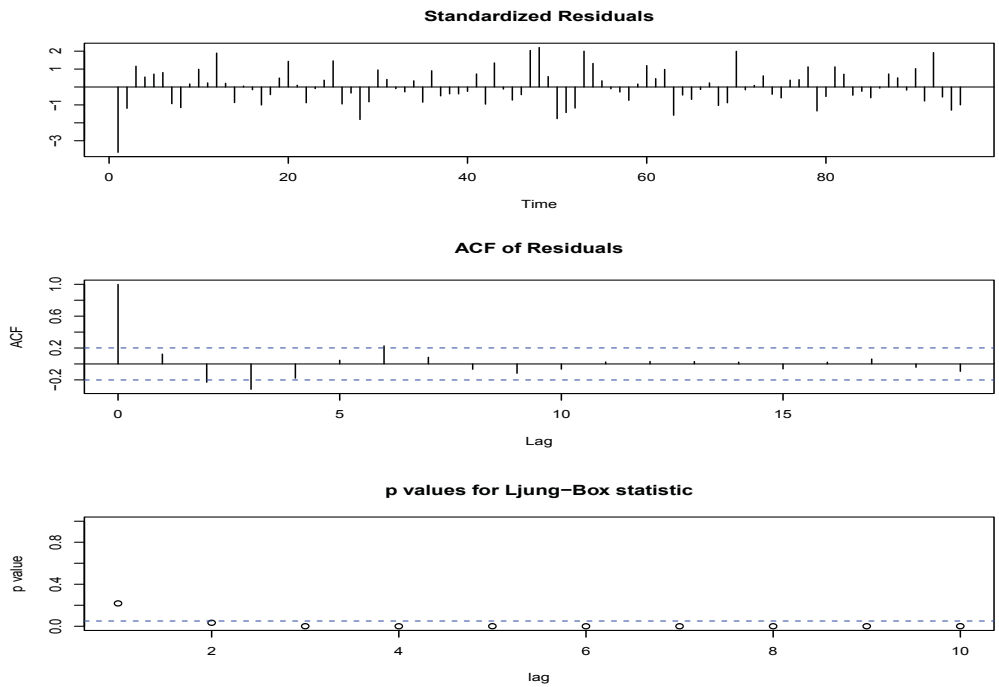 Standardized Residuals
2
1
−1
−3
0 20 40 60 80
Time
ACF of Residuals
ACF
1.0
0.6
0.2
−0.2
0 5 10 15
Lag
p values for Ljung−Box statistic
p value
0.8
0.4
0.0
2 4 6 8 10
lag